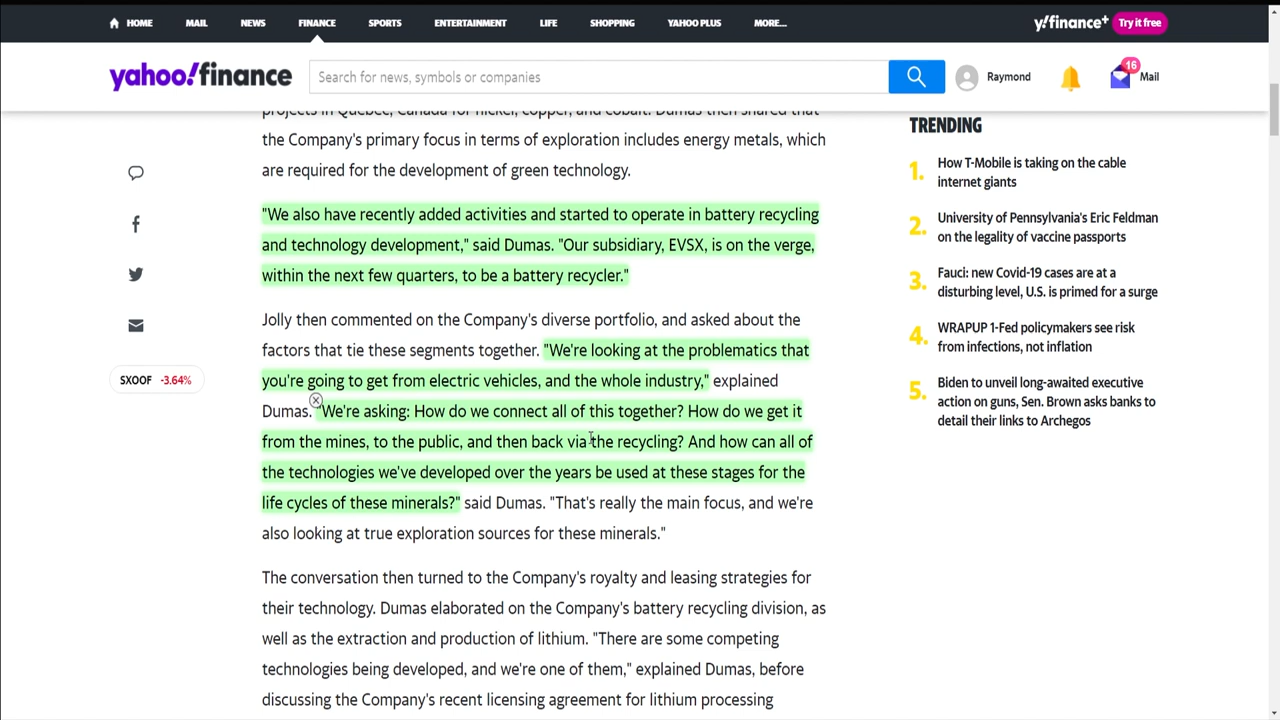 HOME MAIL NEWS FINANCE SPORTS ENTERTAINMENT LIFE SHOPPING YAHOO PLUS MORE...
y!finance+ Try it free
yahoo!finance
Search for news, symbols or companies
Raymond
16
Mail
projects in Quebec, Canada for nickel, copper, and cobalt. Dumas then shared that
the Company's primary focus in terms of exploration includes energy metals, which
are required for the development of green technology.
"We also have recently added activities and started to operate in battery recycling
and technology development," said Dumas. "Our subsidiary, EVSX, is on the verge,
within the next few quarters, to be a battery recycler."
Jolly then commented on the Company's diverse portfolio, and asked about the
factors that tie these segments together. "We're looking at the problematics that
you're going to get from electric vehicles, and the whole industry," explained
Dumas. "We're asking: How do we connect all of this together? How do we get it
from the mines, to the public, and then back via the recycling? And how can all of
the technologies we've developed over the years be used at these stages for the
life cycles of these minerals?" said Dumas. "That's really the main focus, and we're
also looking at true exploration sources for these minerals."
The conversation then turned to the Company's royalty and leasing strategies for
their technology. Dumas elaborated on the Company's battery recycling division, as
well as the extraction and production of lithium. "There are some competing
technologies being developed, and we're one of them," explained Dumas, before
discussing the Company's recent licensing agreement for lithium processing
SXOOF -3.64%
TRENDING
1. How T-Mobile is taking on the cable
internet giants
2. University of Pennsylvania's Eric Feldman
on the legality of vaccine passports
3. Fauci: new Covid-19 cases are at a
disturbing level, U.S. is primed for a surge
4. WRAPUP 1-Fed policymakers see risk
from infections, not inflation
5. Biden to unveil long-awaited executive
action on guns, Sen. Brown asks banks to
detail their links to Archegos